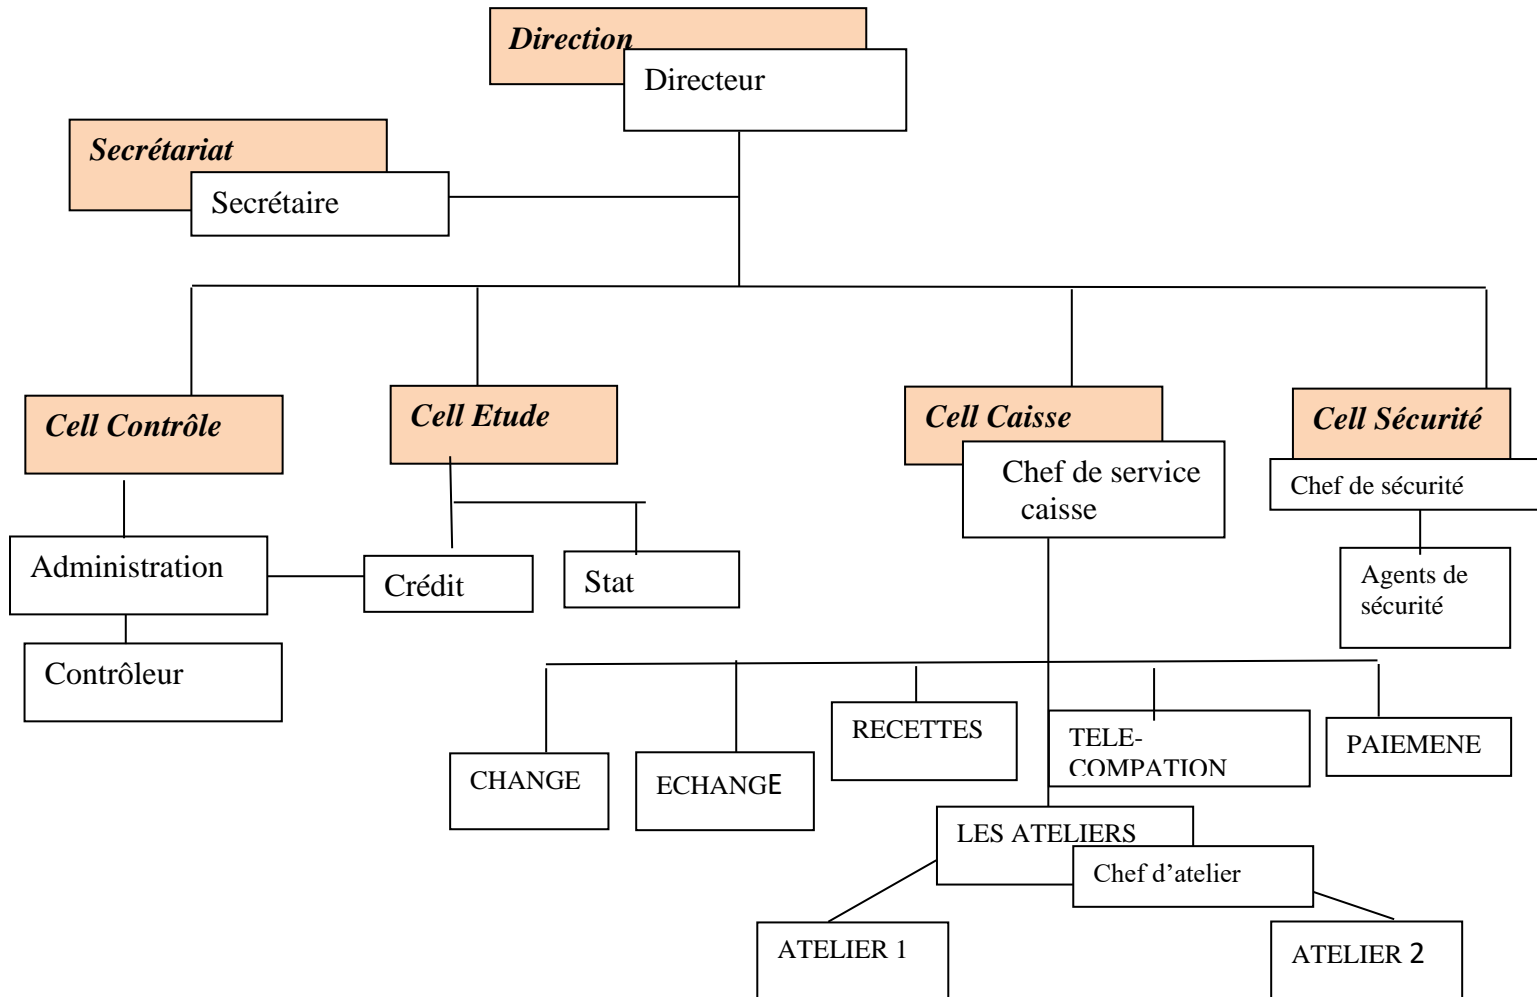 Direction
Directeur
Secrétariat
Secrétaire
Cell Contrôle
Cell Etude
Cell Caisse
Cell Sécurité
Chef de service
caisse
Chef de sécurité
Administration
Crédit
Stat
Agents de
sécurité
Contrôleur
CHANGE
ECHANGE
RECETTES
TELE-
COMPATION
PAIEMENE
LES ATELIERS
Chef d’atelier
ATELIER 1
ATELIER 2